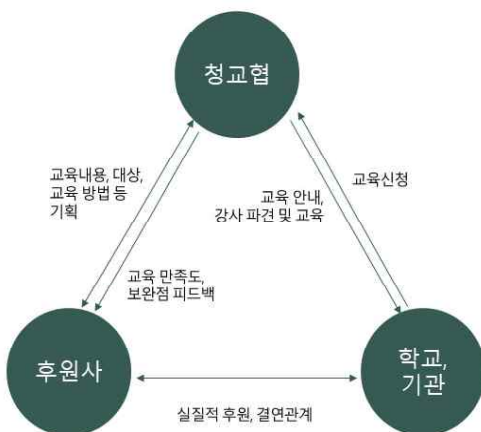 청교협
교육내용, 대상,
교육 방법 등
기획
교육신청
교육 안내,
강사 파견 및 교육
교육 만족도,
보완점 피드백
후원사
학교,
기관
실질적 후원, 결연관계